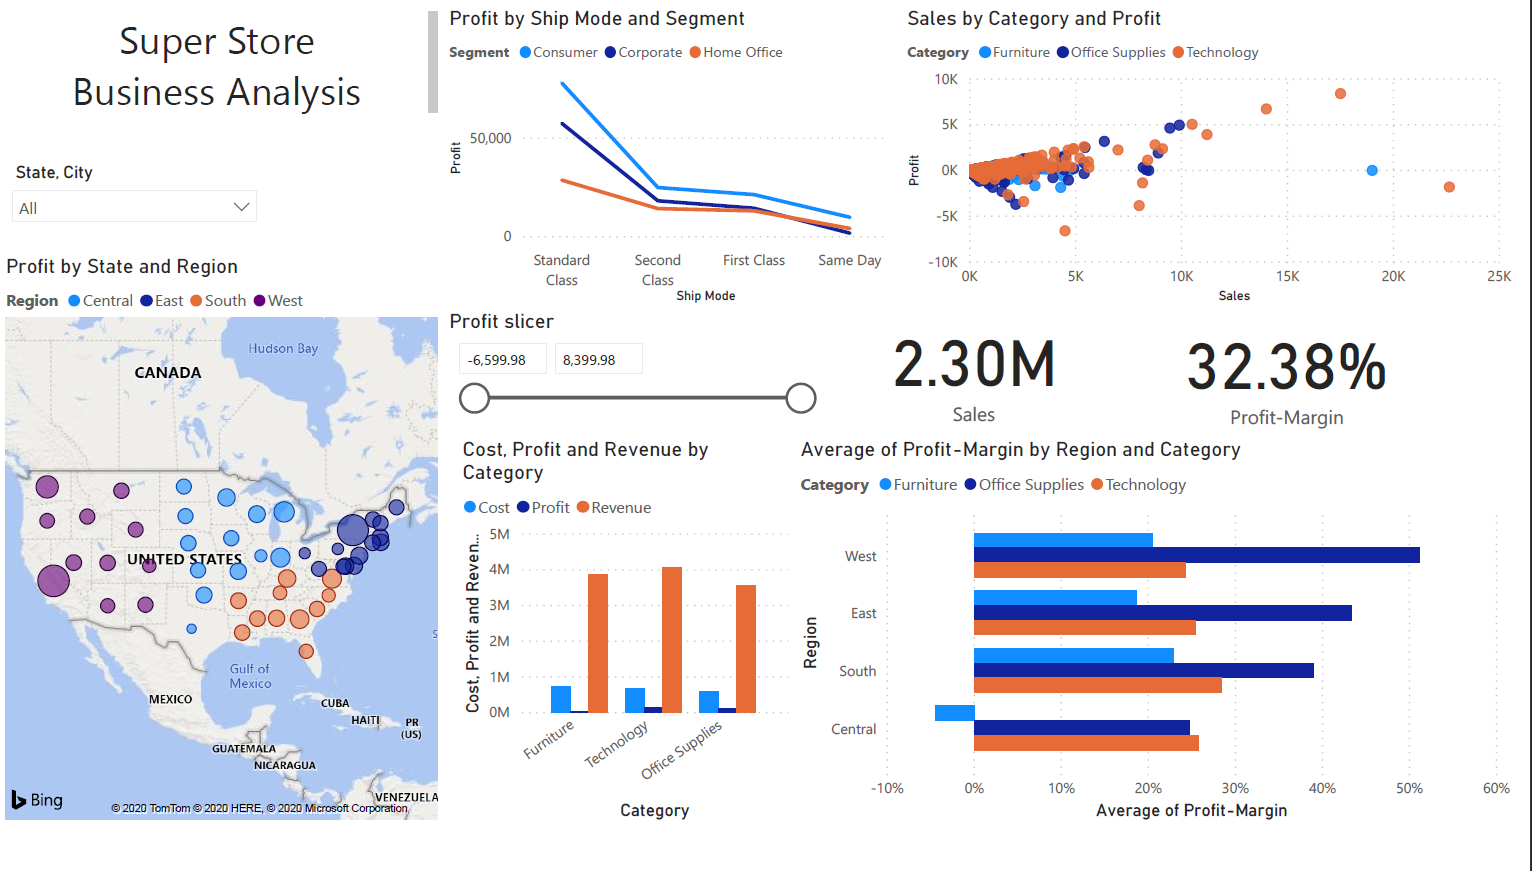 Super Store
Business Analysis
State, City
All
Profit by State and Region
Region Central East South West
Hudson Bay
CANADA
UNITED STATES
Gulf of
Mexico
MEXICO
CUBA
HAITI
PR
(US)
GUATEMALA
NICARAGUA
VENEZUELA
S
Bing
© 2020 TomTom © 2020 HERE, © 2020 Microsoft Corporation
Profit by Ship Mode and Segment
Segment Consumer Corporate Home Office
Profit
50,000
0
Standard
Class
Second
Class
First Class
Same Day
Ship Mode
Sales by Category and Profit
Category Furniture Office Supplies Technology
Profit
10K
5K
0K
-5K
-10K
0K 5K 10K 15K 20K 25K
Sales
Profit slicer
-6,599.98 8,399.98
2.30M
Sales
32.38%
Profit-Margin
Cost, Profit and Revenue by
Category
Cost Profit Revenue
Cost, Profit and Reven...
5M
4M
3M
2M
1M
0M
Furniture
Technology
Office Supplies
Category
Average of Profit-Margin by Region and Category
Category Furniture Office Supplies Technology
Region
West
East
South
Central
-10% 0% 10% 20% 30% 40% 50% 60%
Average of Profit-Margin